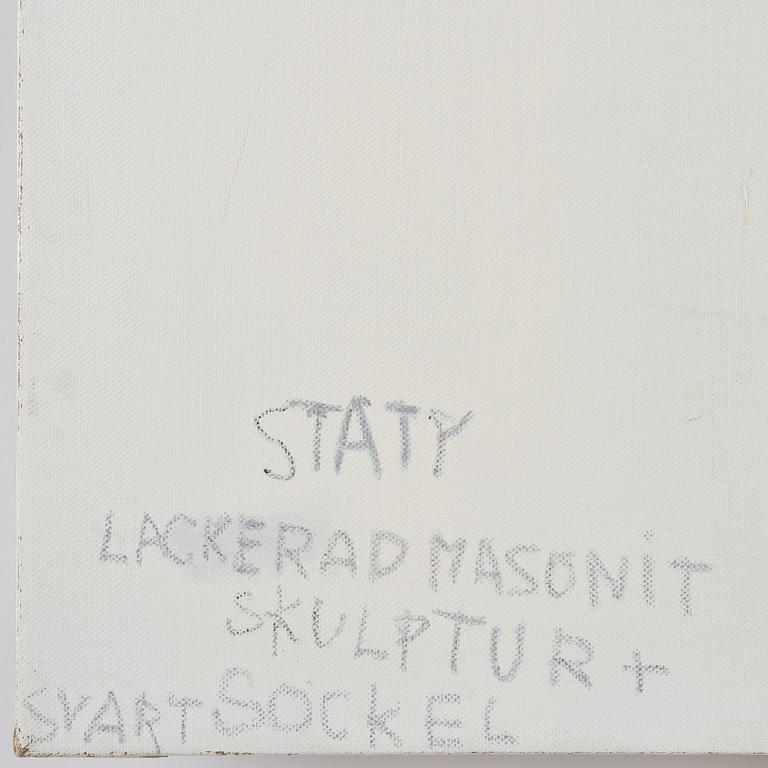 STATY
LACKERAD MASONiT
SKULPTUR +
SVART SOCKEL